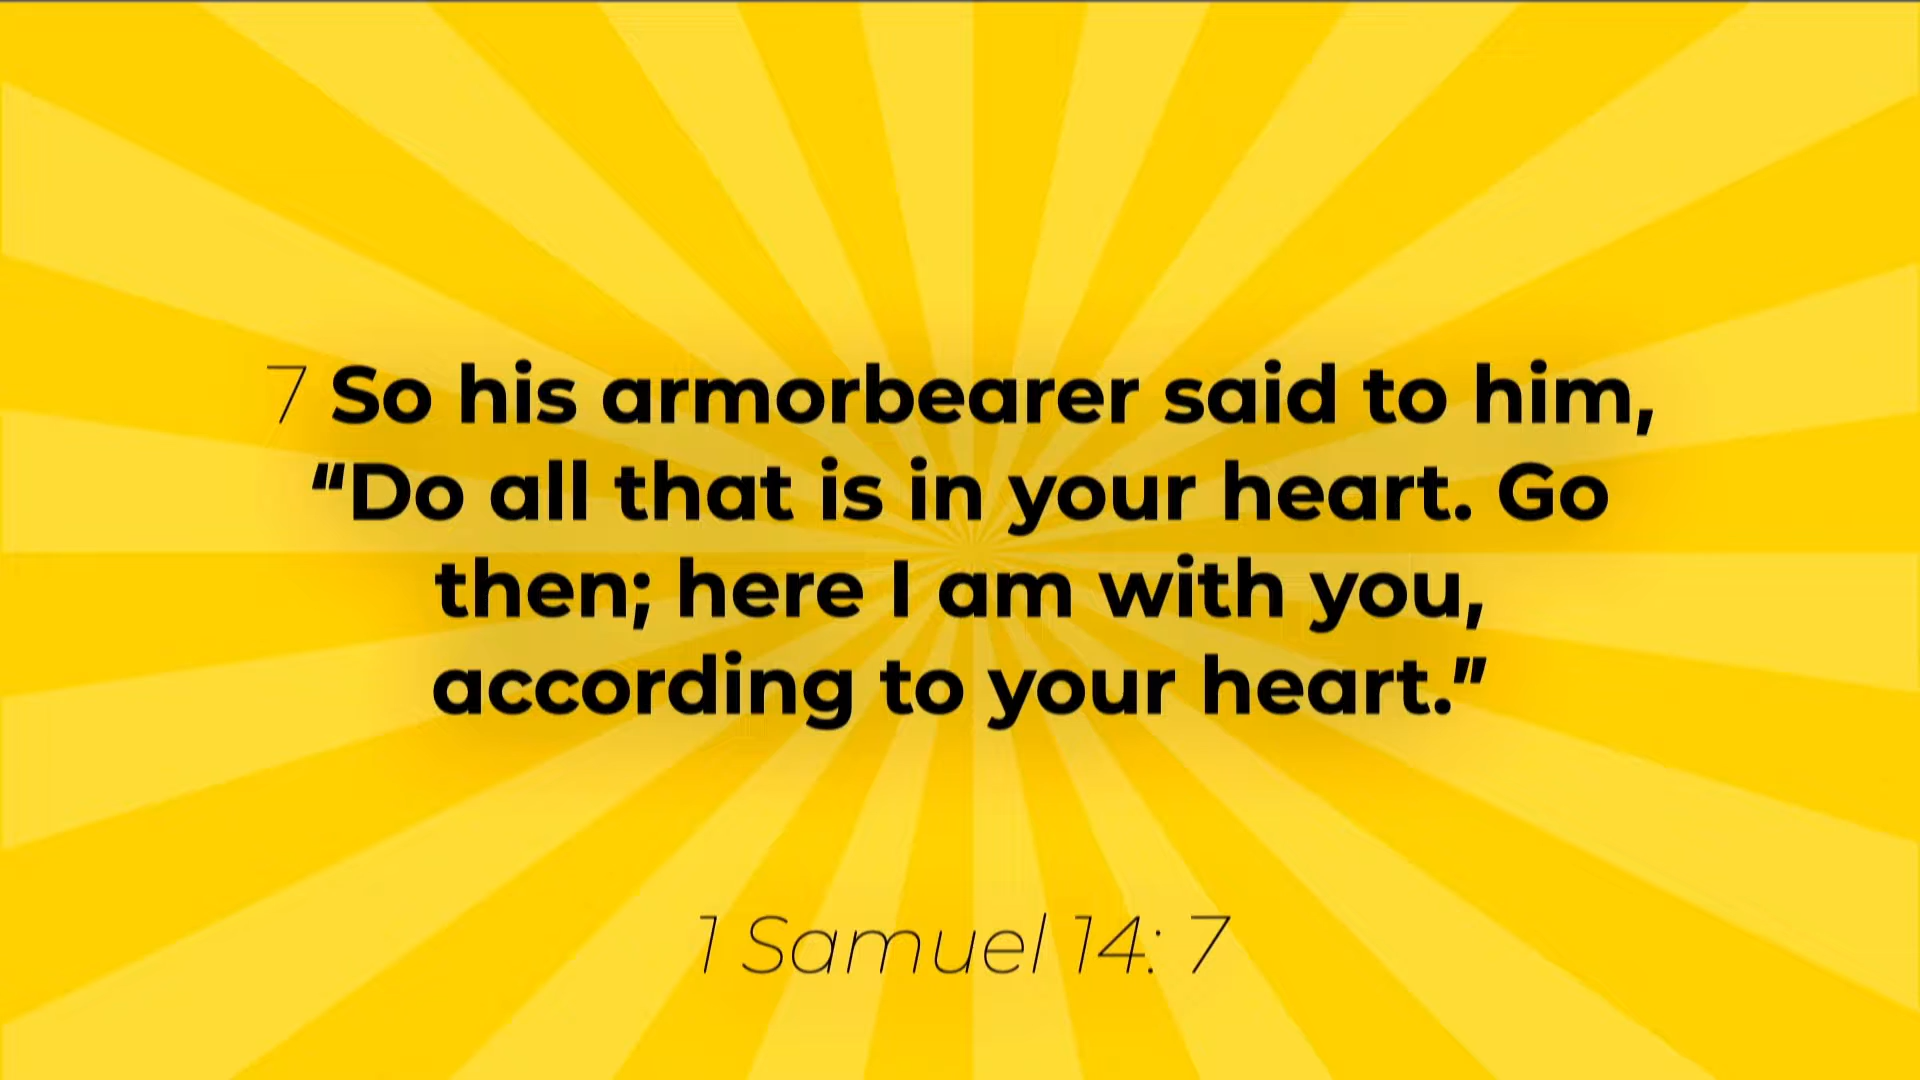 7 So his armorbearer said to him,
“Do all that is in your heart. Go
then; here I am with you,
according to your heart.”
1 Samuel 14: 7